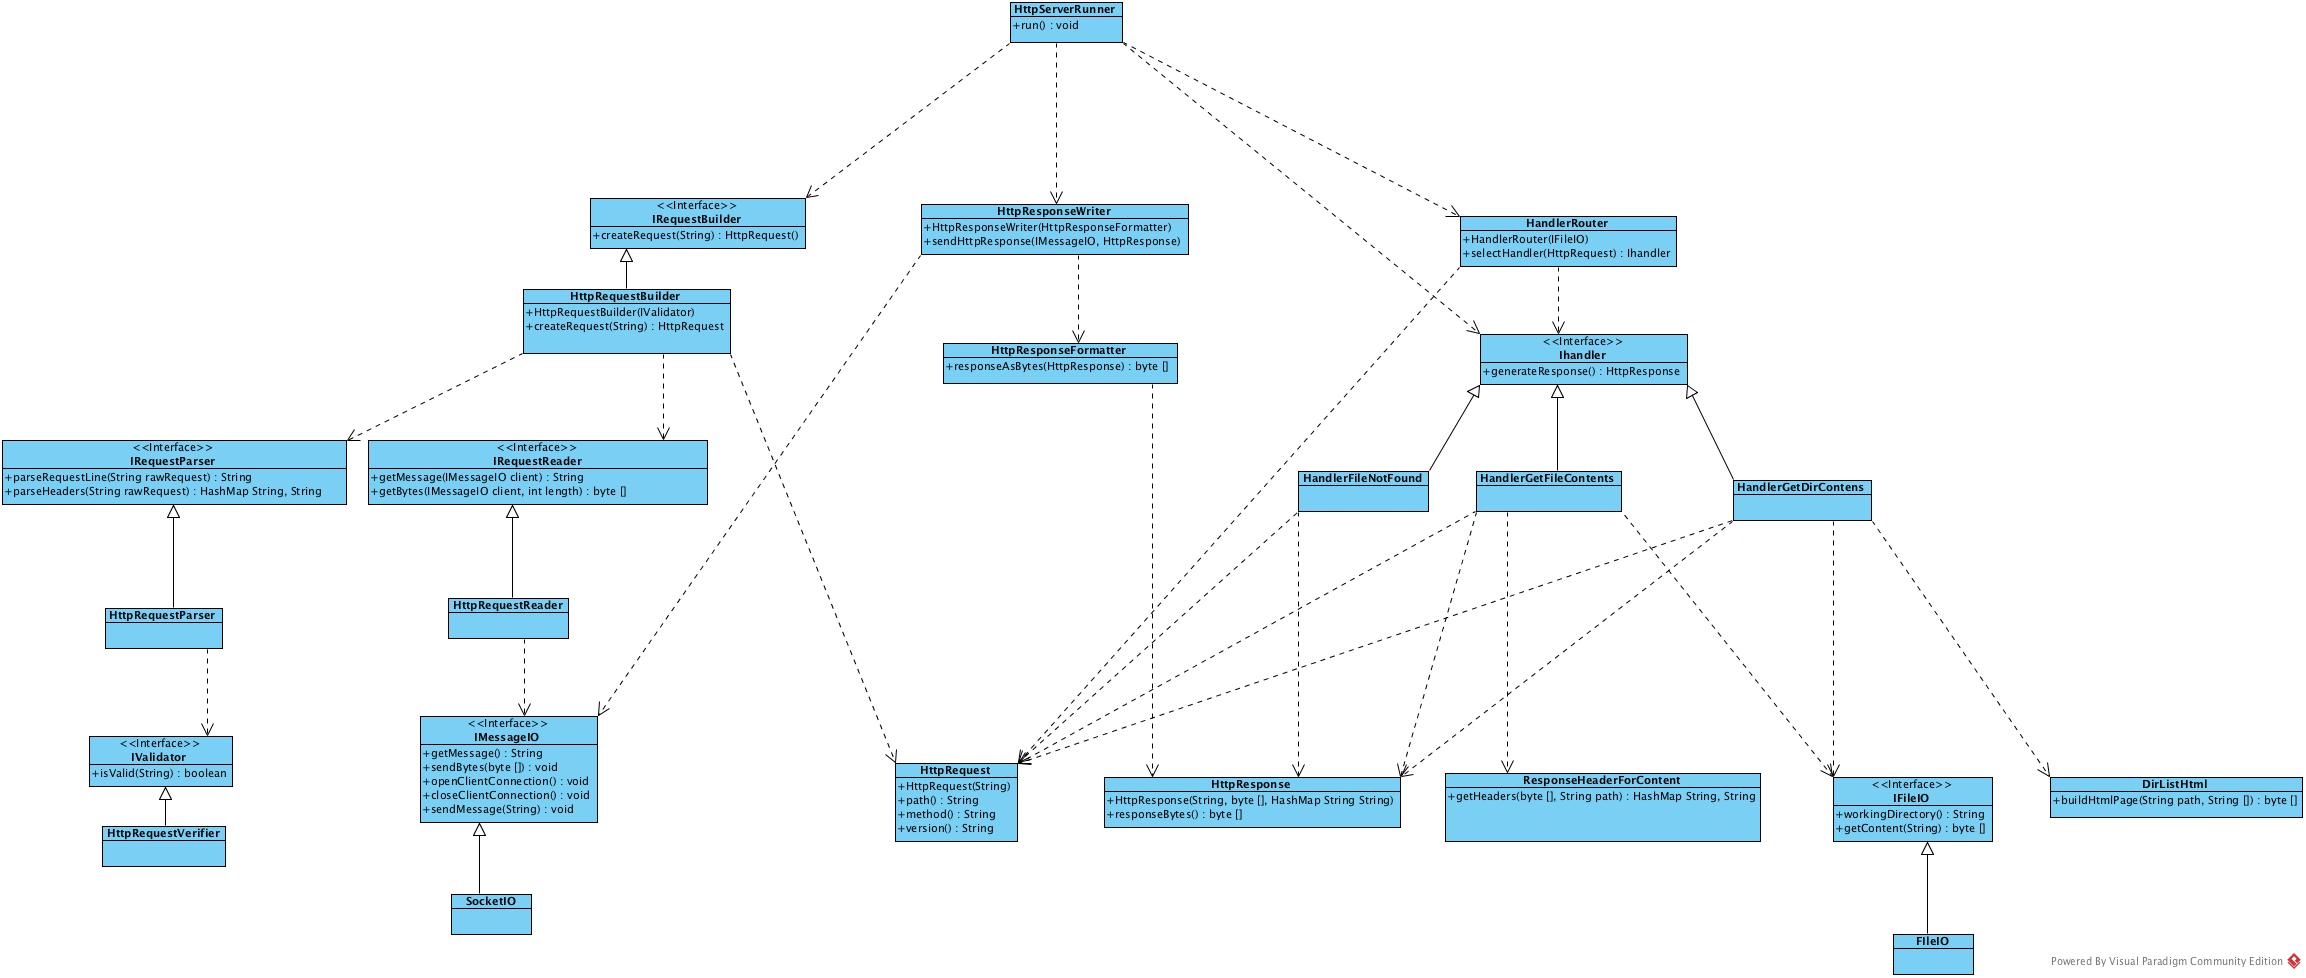 HttpServerRunner
+run() : void
<<Interface>>
IRequestBuilder
+createRequest(String) : HttpRequest()
HttpResponseWriter
+HttpResponseWriter(HttpResponseFormatter)
+sendHttpResponse(IMessageIO, HttpResponse)
HandlerRouter
+HandlerRouter(IFileIO)
+selectHandler(HttpRequest) : Ihandler
HttpRequestBuilder
+HttpRequestBuilder(IValidator)
+createRequest(String) : HttpRequest
HttpResponseFormatter
+responseAsBytes(HttpResponse) : byte []
<<Interface>>
Ihandler
+generateResponse() : HttpResponse
<<Interface>>
IRequestParser
+parseRequestLine(String rawRequest) : String
+parseHeaders(String rawRequest) : HashMap String, String
<<Interface>>
IRequestReader
+getMessage(IMessageIO client) : String
+getBytes(IMessageIO client, int length) : byte []
HandlerFileNotFound
HandlerGetFileContents
HandlerGetDirContens
HttpRequestParser
HttpRequestReader
<<Interface>>
IValidator
+isValid(String) : boolean
<<Interface>>
IMessageIO
+getMessage() : String
+sendBytes(byte []) : void
+openClientConnection() : void
+closeClientConnection() : void
+sendMessage(String) : void
HttpRequest
+HttpRequest(String)
+path() : String
+method() : String
+version() : String
HttpResponse
+HttpResponse(String, byte [], HashMap String String)
+responseBytes() : byte []
ResponseHeaderForContent
+getHeaders(byte [], String path) : HashMap String, String
<<Interface>>
IFileIO
+workingDirectory() : String
+getContent(String) : byte []
DirListHtml
+buildHtmlPage(String path, String []) : byte []
HttpRequestVerifier
SocketIO
FIleIO
Powered By Visual Paradigm Community Edition